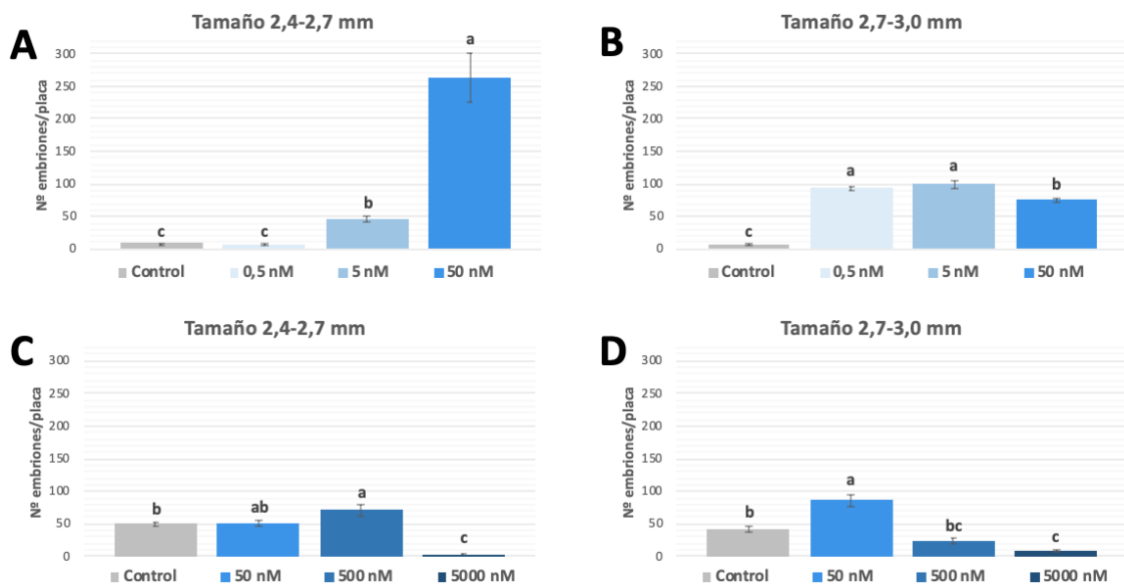 A
Tamaño 2,4-2,7 mm
Nº embriones/placa
300
250
200
150
100
50
0
c
c
b
a
Control 0,5 nM 5 nM 50 nM
B
Tamaño 2,7-3,0 mm
Nº embriones/placa
300
250
200
150
100
50
0
c
a
a
b
Control 0,5 nM 5 nM 50 nM
C
Tamaño 2,4-2,7 mm
Nº embriones/placa
300
250
200
150
100
50
0
b
ab
a
c
Control 50 nM 500 nM 5000 nM
D
Tamaño 2,7-3,0 mm
Nº embriones/placa
300
250
200
150
100
50
0
b
a
bc
c
Control 50 nM 500 nM 5000 nM